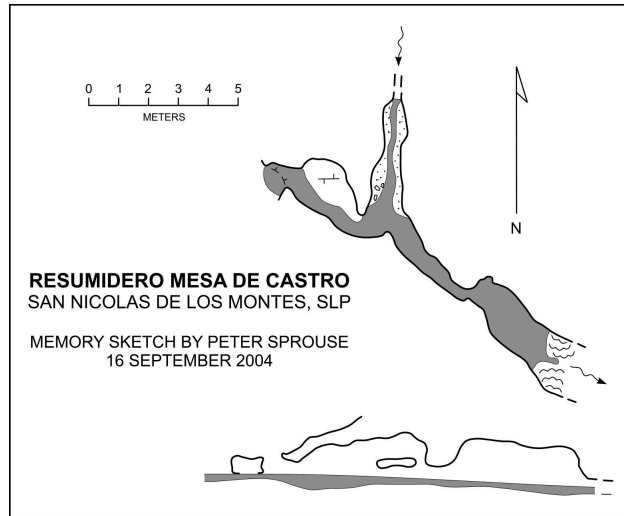 0 1 2 3 4 5
METERS
N
RESUMIDERO MESA DE CASTRO
SAN NICOLAS DE LOS MONTES, SLP
MEMORY SKETCH BY PETER SPROUSE
16 SEPTEMBER 2004